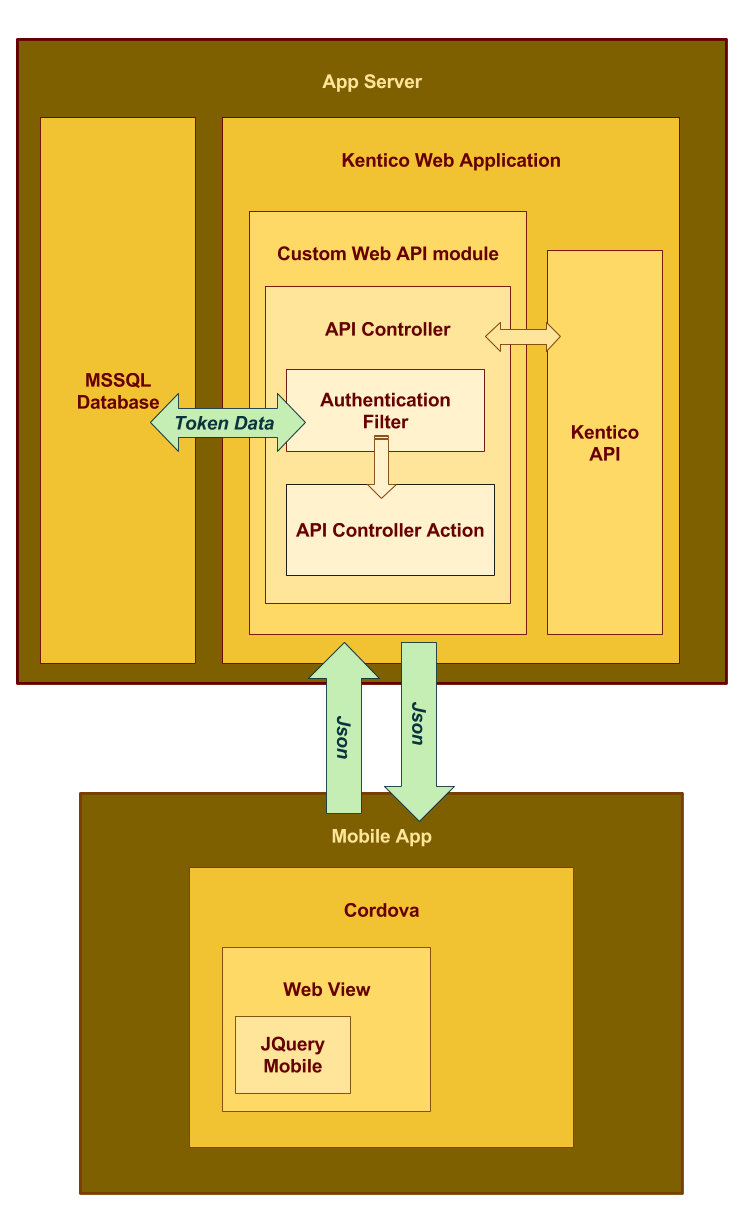 App Server
Kentico Web Application
Custom Web API module
API Controller
MSSQL
Database
Authentication
Filter
Token Data
Kentico
API
API Controller Action
Json
Json
Mobile App
Cordova
Web View
JQuery
Mobile